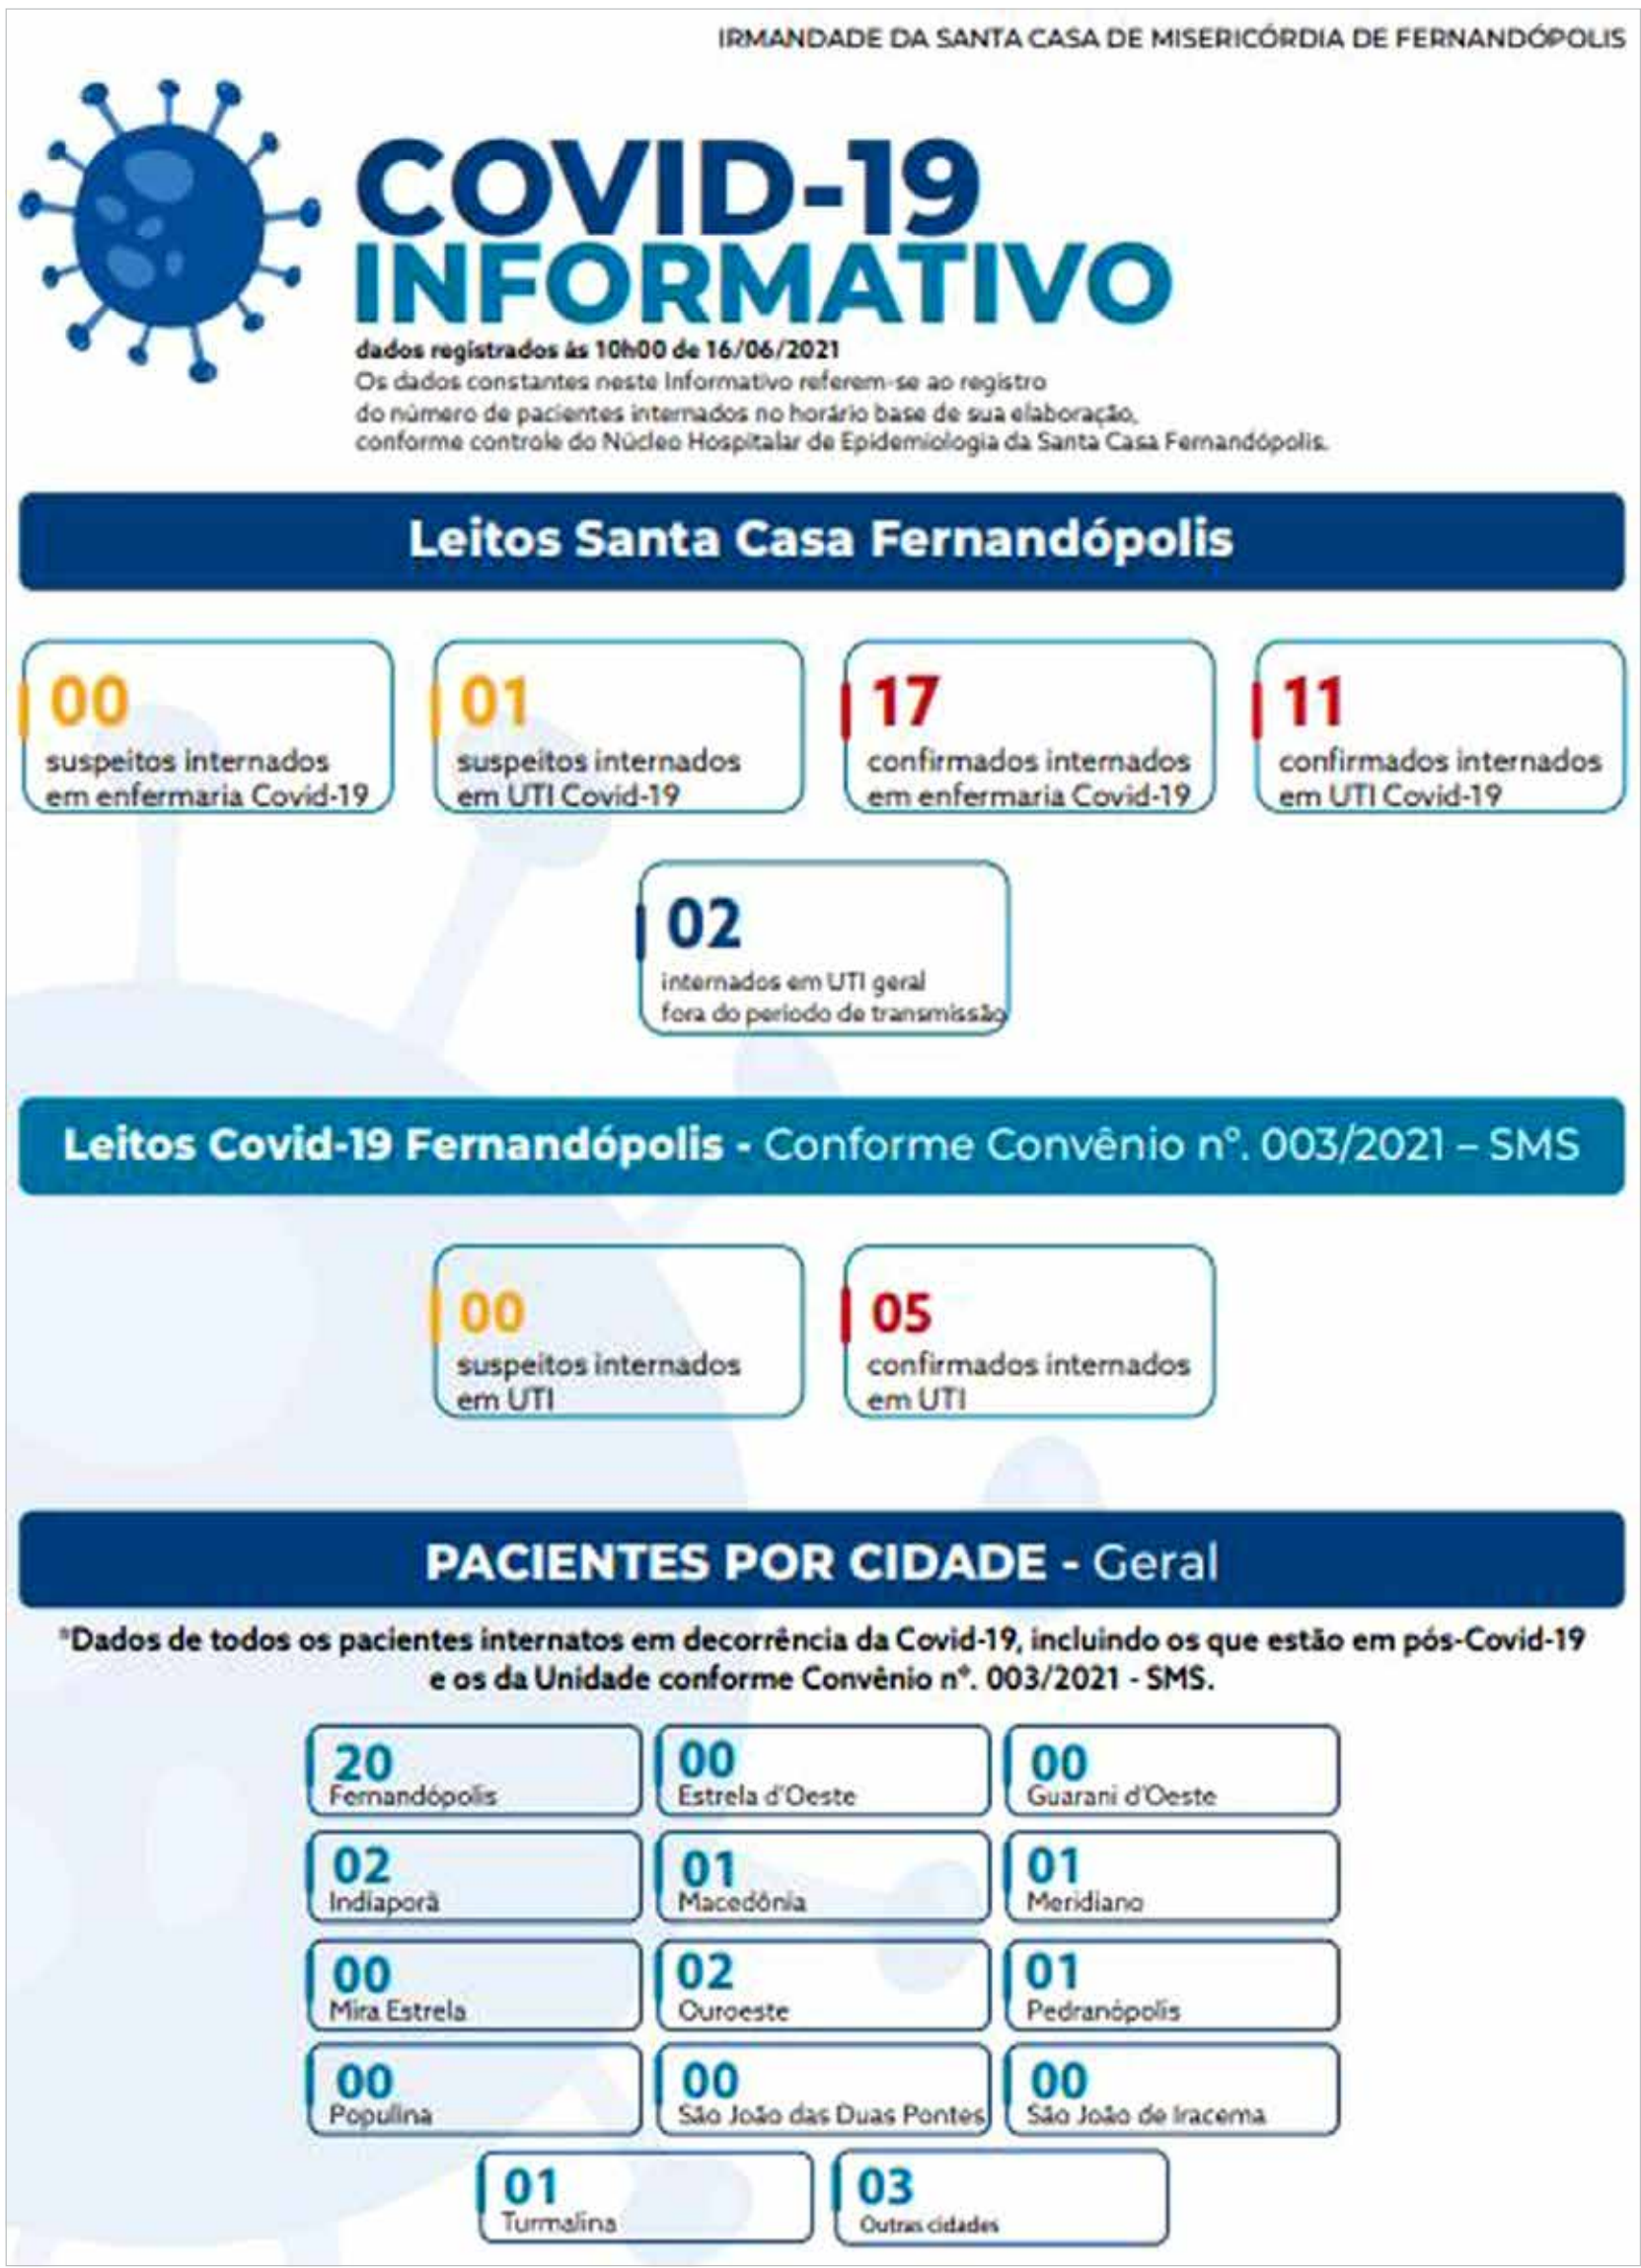 IRMANDADE DA SANTA CASA DE MISERICÓRDIA DE FERNANDÓPOLIS
COVID-19
INFORMATIVO
dados registrados às 10h00 de 16/06/2021
Os dados constantes neste Informativo referem-se ao registro
do número de pacientes internados no horário base de sua elaboração,
conforme controle do Núcleo Hospitalar de Epidemiologia da Santa Casa Fernandópolis.
Leitos Santa Casa Fernandópolis
00
suspeitos internados
em enfermaria Covid-19
01
suspeitos internados
em UTI Covid-19
17
confirmados internados
em enfermaria Covid-19
11
confirmados internados
em UTI Covid-19
02
internados em UTI geral
fora do período de transmissão
Leitos Covid-19 Fernandópolis - Conforme Convênio nº. 003/2021 – SMS
00
suspeitos internados
em UTI
05
confirmados internados
em UTI
PACIENTES POR CIDADE - Geral
*Dados de todos os pacientes internatos em decorrência da Covid-19, incluindo os que estão em pós-Covid-19
e os da Unidade conforme Convênio nº. 003/2021 - SMS.
20
Fernandópolis
00
Estrela d'Oeste
00
Guarani d'Oeste
02
Indiaporã
01
Macedônia
01
Meridiano
00
Mira Estrela
02
Ouroeste
01
Pedranópolis
00
Populina
00
São João das Duas Pontes
00
São João de Iracema
01
Turmalina
03
Outras cidades